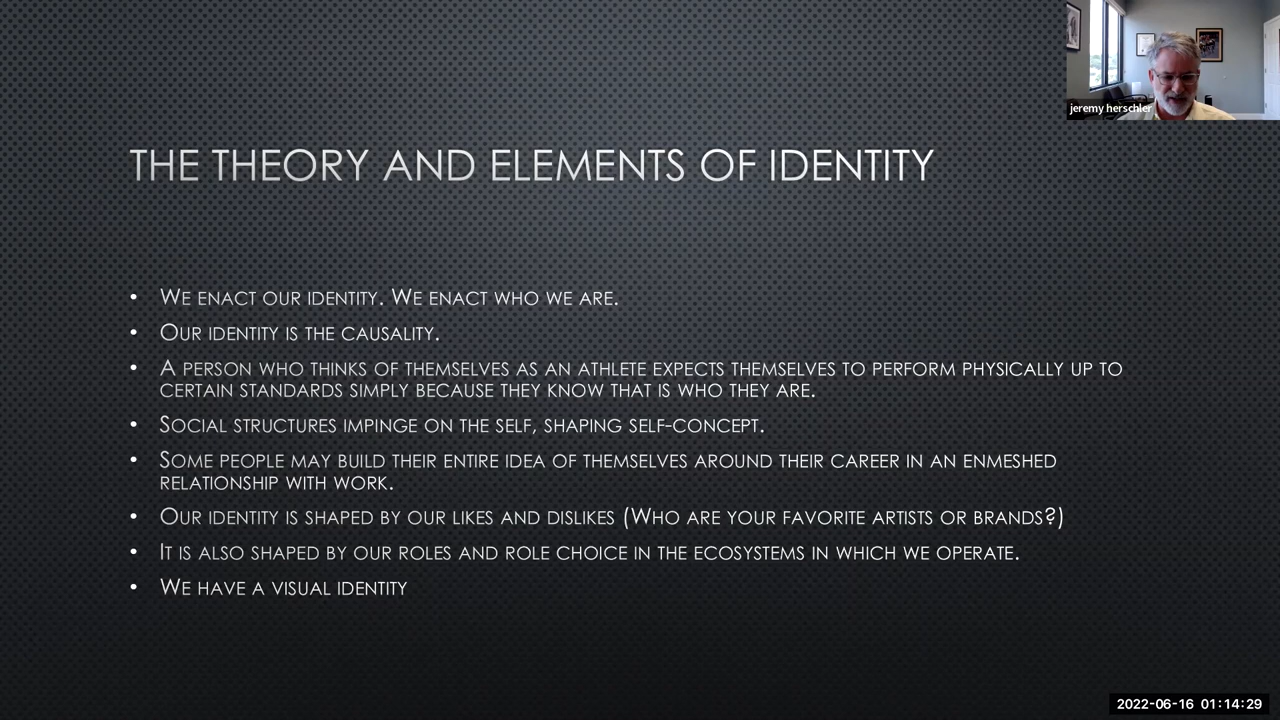 jeremy herschler
THE THEORY AND ELEMENTS OF IDENTITY
• WE ENACT OUR IDENTITY. WE ENACT WHO WE ARE.
• OUR IDENTITY IS THE CAUSALITY.
• A PERSON WHO THINKS OF THEMSELVES AS AN ATHLETE EXPECTS THEMSELVES TO PERFORM PHYSICALLY UP TO
CERTAIN STANDARDS SIMPLY BECAUSE THEY KNOW THAT IS WHO THEY ARE.
• SOCIAL STRUCTURES IMPINGE ON THE SELF, SHAPING SELF-CONCEPT.
• SOME PEOPLE MAY BUILD THEIR ENTIRE IDEA OF THEMSELVES AROUND THEIR CAREER IN AN ENMESHED
RELATIONSHIP WITH WORK.
• OUR IDENTITY IS SHAPED BY OUR LIKES AND DISLIKES (WHO ARE YOUR FAVORITE ARTISTS OR BRANDS?)
• IT IS ALSO SHAPED BY OUR ROLES AND ROLE CHOICE IN THE ECOSYSTEMS IN WHICH WE OPERATE.
• WE HAVE A VISUAL IDENTITY
2022-06-16 01:14:29